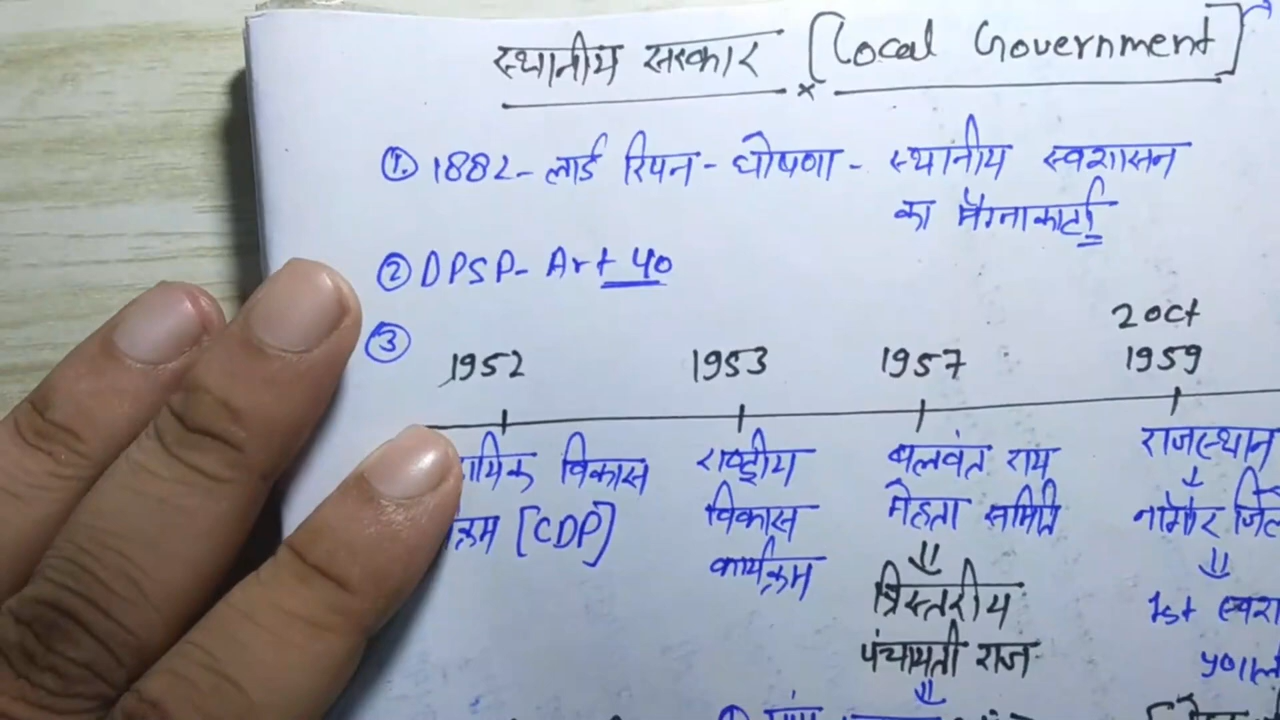 स्थानीय सरकार × [Local Government]
① 1882 - लार्ड रिपन - घोषणा - स्थानीय स्वशासन
का मैग्नाकार्टा
② DPSP - Art 40
③
2 oct
1952 1953 1957 1959
विकास राष्ट्रीय बलवंत राय राजस्थान
[CDP] विकास मेहता समिति ↓
कार्यक्रम ⇓ नागौर
त्रिस्तरीय ⇓
पंचायती राज 1st
⇓